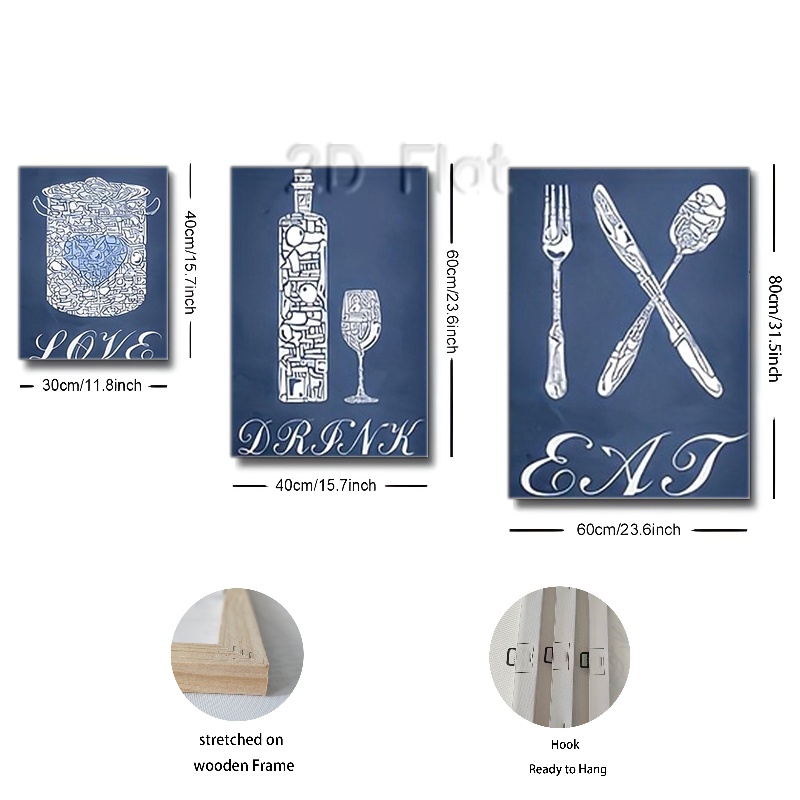 2D Flat
LOVE
DRINK
EAT
40cm/15.7inch
30cm/11.8inch
60cm/23.6inch
40cm/15.7inch
80cm/31.5inch
60cm/23.6inch
stretched on
wooden Frame
Hook
Ready to Hang